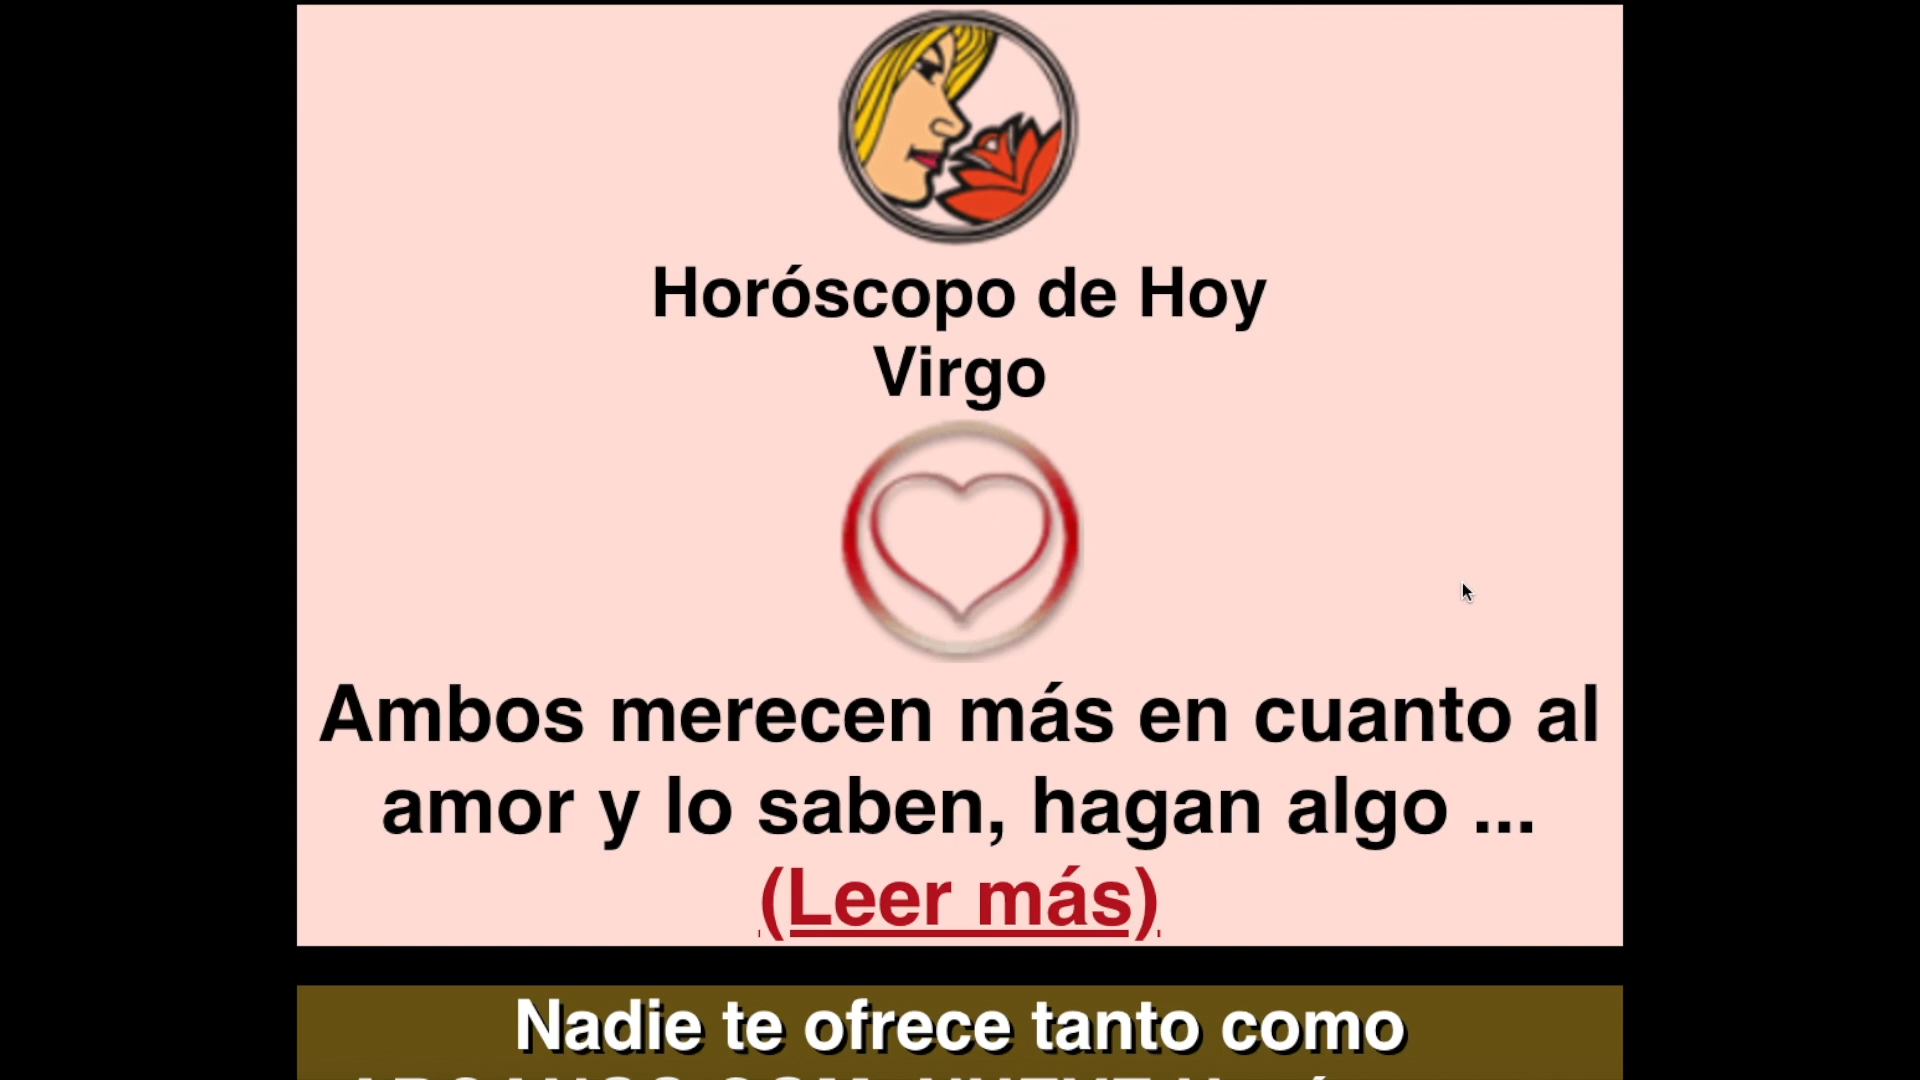 Horóscopo de Hoy
Virgo
Ambos merecen más en cuanto al
amor y lo saben, hagan algo ...
(Leer más)
Nadie te ofrece tanto como